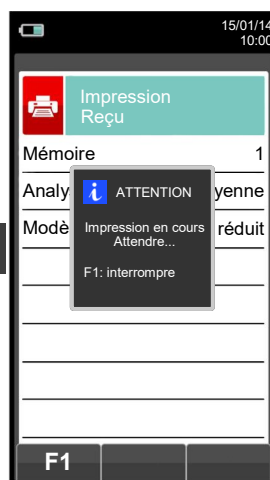 15/01/14
10:00
Impression
Reçu
Mémoire 1
Analy yenne
Modè réduit
ATTENTION
Impression en cours
Attendre...
F1: interrompre
F1